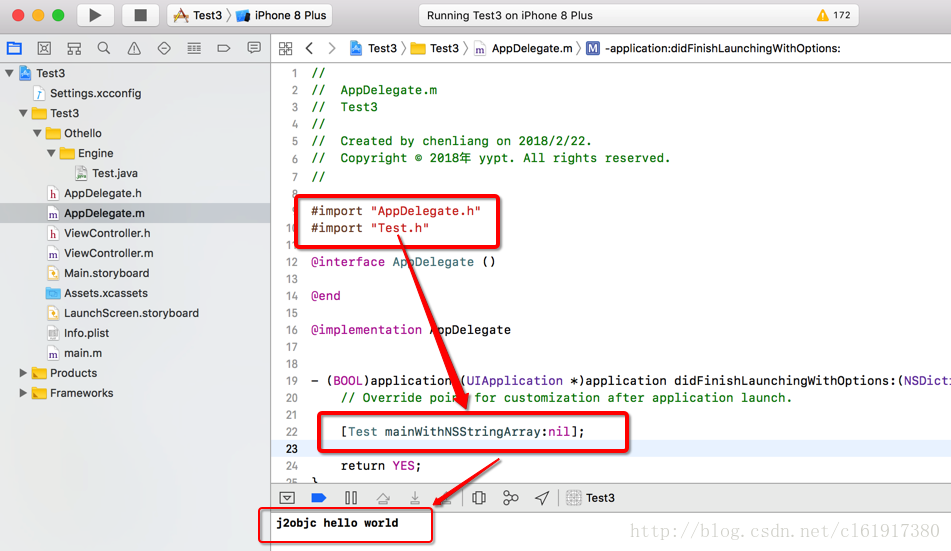 Test3 iPhone 8 Plus
Running Test3 on iPhone 8 Plus
172
Test3 Test3 AppDelegate.m M -application:didFinishLaunchingWithOptions:
Test3
Settings.xcconfig
Test3
Othello
Engine
Test.java
h AppDelegate.h
m AppDelegate.m
h ViewController.h
m ViewController.m
Main.storyboard
Assets.xcassets
LaunchScreen.storyboard
Info.plist
m main.m
Products
Frameworks
1 //
2 // AppDelegate.m
3 // Test3
4 //
5 // Created by chenliang on 2018/2/22.
6 // Copyright © 2018年 yypt. All rights reserved.
7 //
8
#import "AppDelegate.h"
10 #import "Test.h"
11
12 @interface AppDelegate ()
13
14 @end
15
16 @implementation AppDelegate
17
18
19 - (BOOL)application (UIApplication *)application didFinishLaunchingWithOptions:(NSDict
20 // Override point for customization after application launch.
21
22 [Test mainWithNSStringArray:nil];
23
24 return YES;
25 }
Test3
j2objc hello world
http://blog.csdn.net/cl61917380